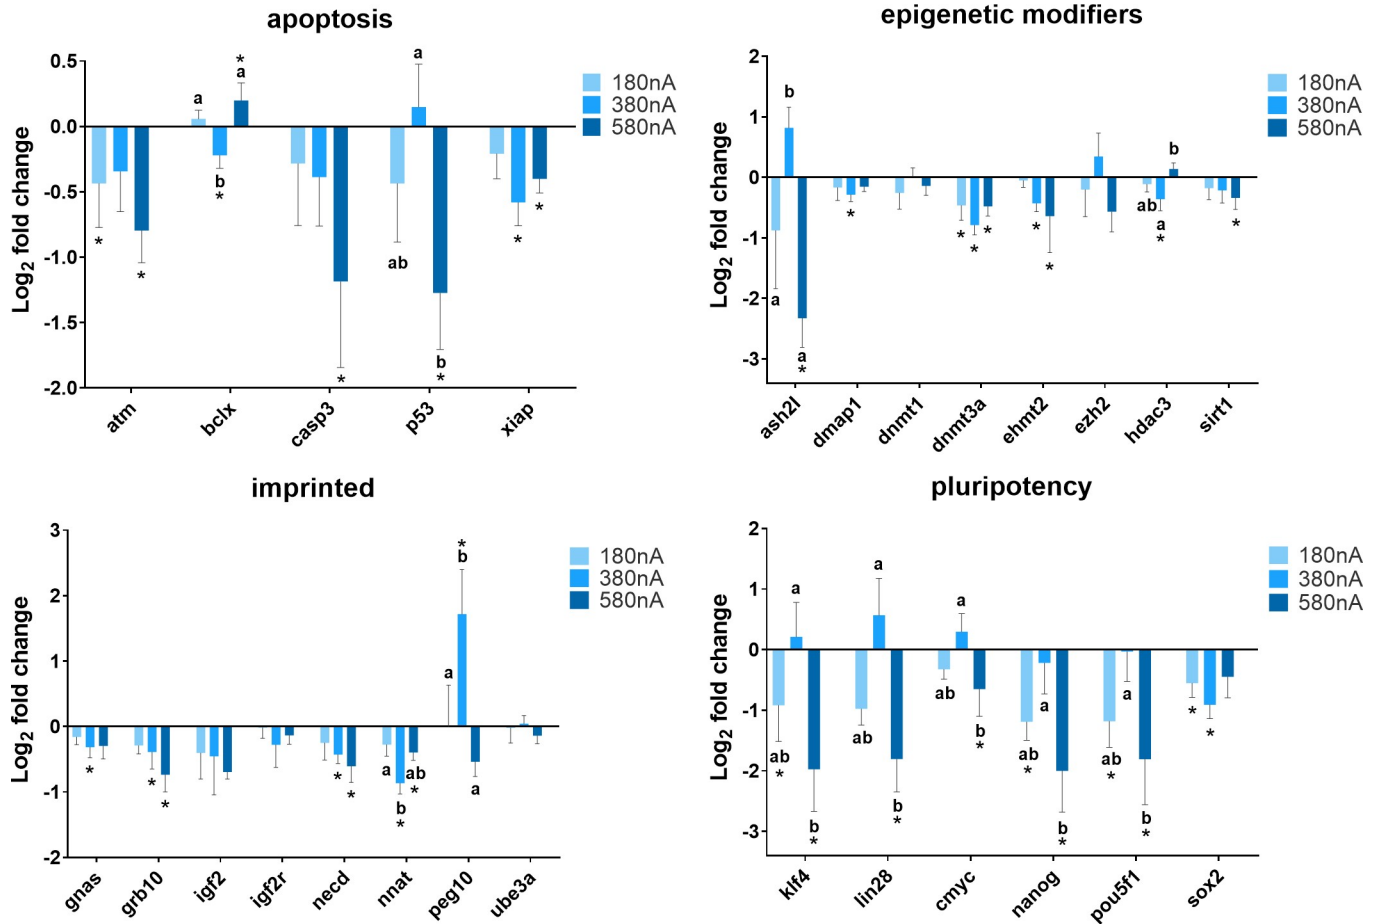 apoptosis
Log2 fold change
0.5
0.0
-0.5
-1.0
-1.5
-2.0
* * a b * a * * ab a b * * *
atm bclx casp3 p53 xiap
180nA
380nA
580nA
epigenetic modifiers
Log2 fold change
2
1
0
-1
-2
-3
a b a * * * * * * * ab a * b *
ash2l dmap1 dnmt1 dnmt3a ehmt2 ezh2 hdac3 sirt1
180nA
380nA
580nA
imprinted
Log2 fold change
3
2
1
0
-1
-2
* * * * * a b * ab * a * b a
gnas grb10 igf2 igf2r necd nnat peg10 ube3a
180nA
380nA
580nA
pluripotency
Log2 fold change
2
1
0
-1
-2
-3
ab * a b * ab a b * ab a b * ab * a b * ab * a b * * *
klf4 lin28 cmyc nanog pou5f1 sox2
180nA
380nA
580nA